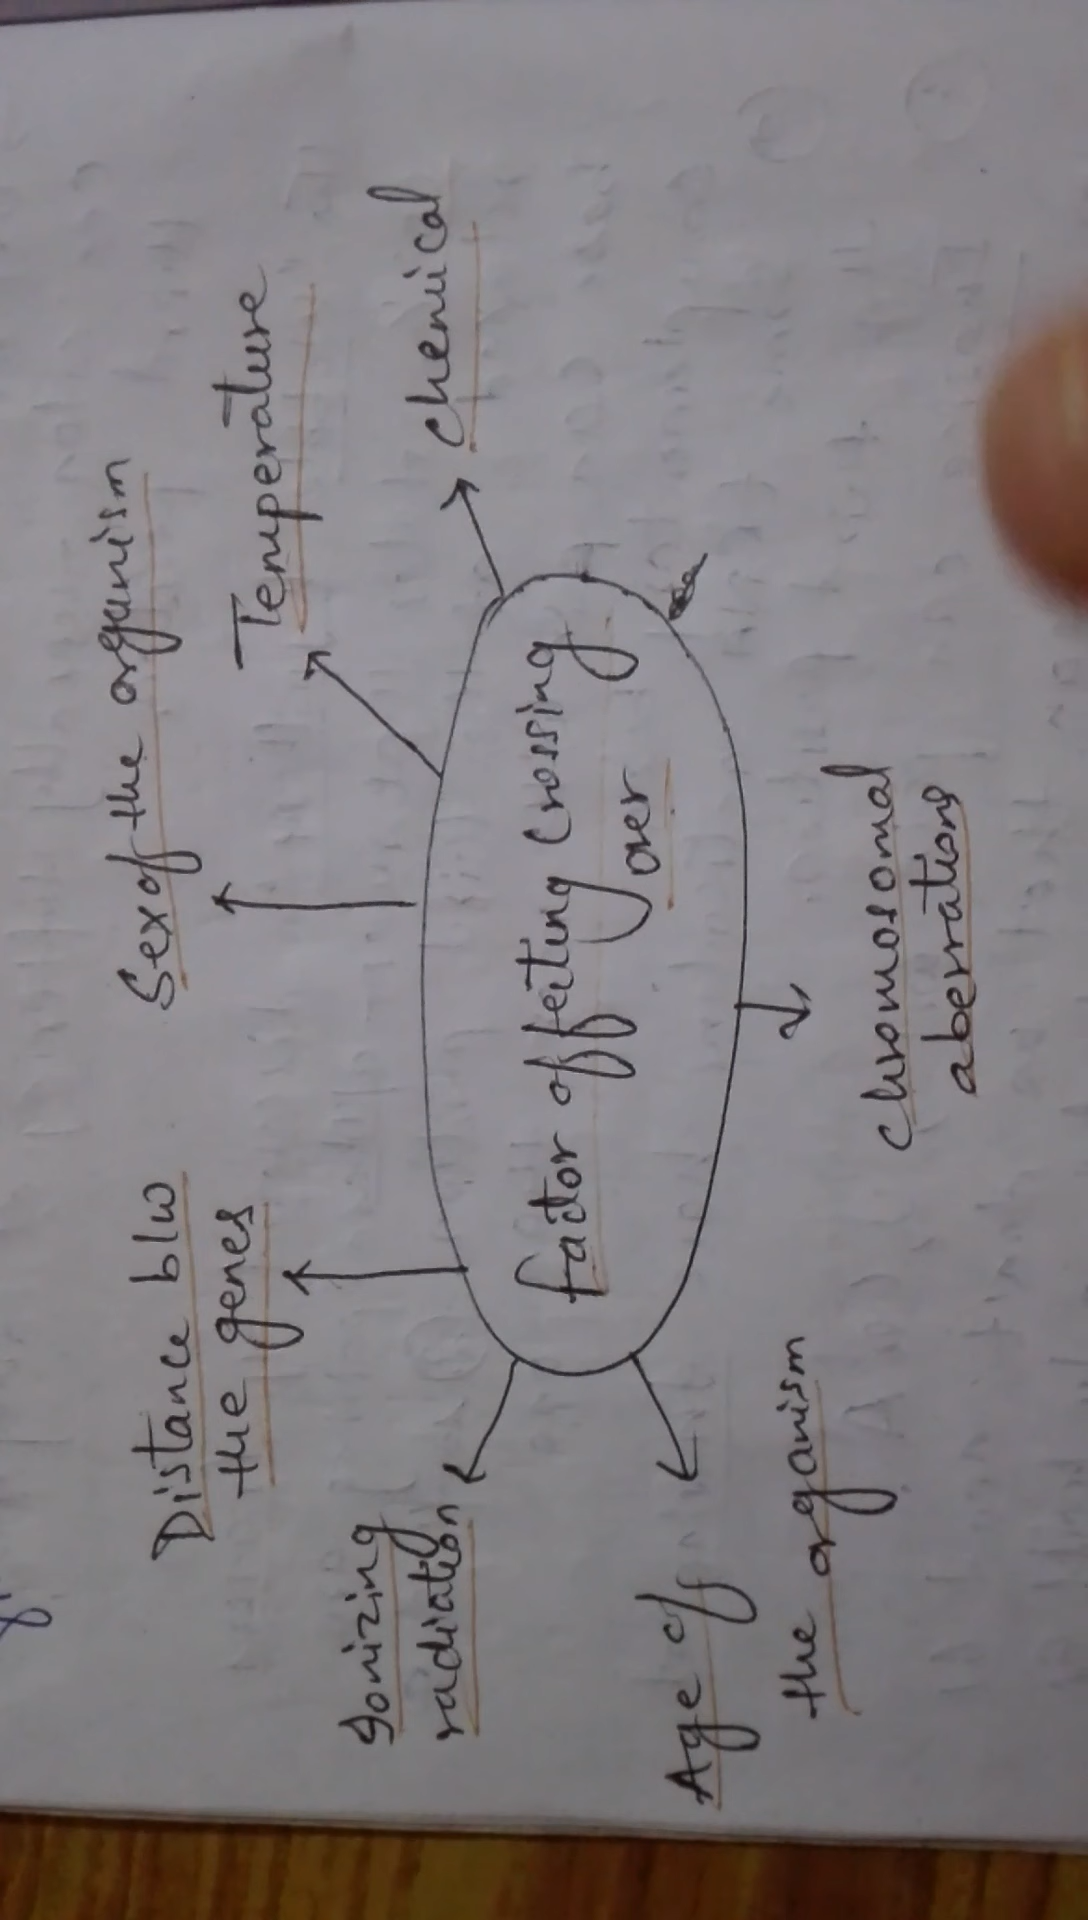 Sex of the organism
Distance b/w
the genes
Temperature
Ionizing
radiation
chemical
factor offeiting Crossing
over
Age of
the organism
chromosomal
aberrations